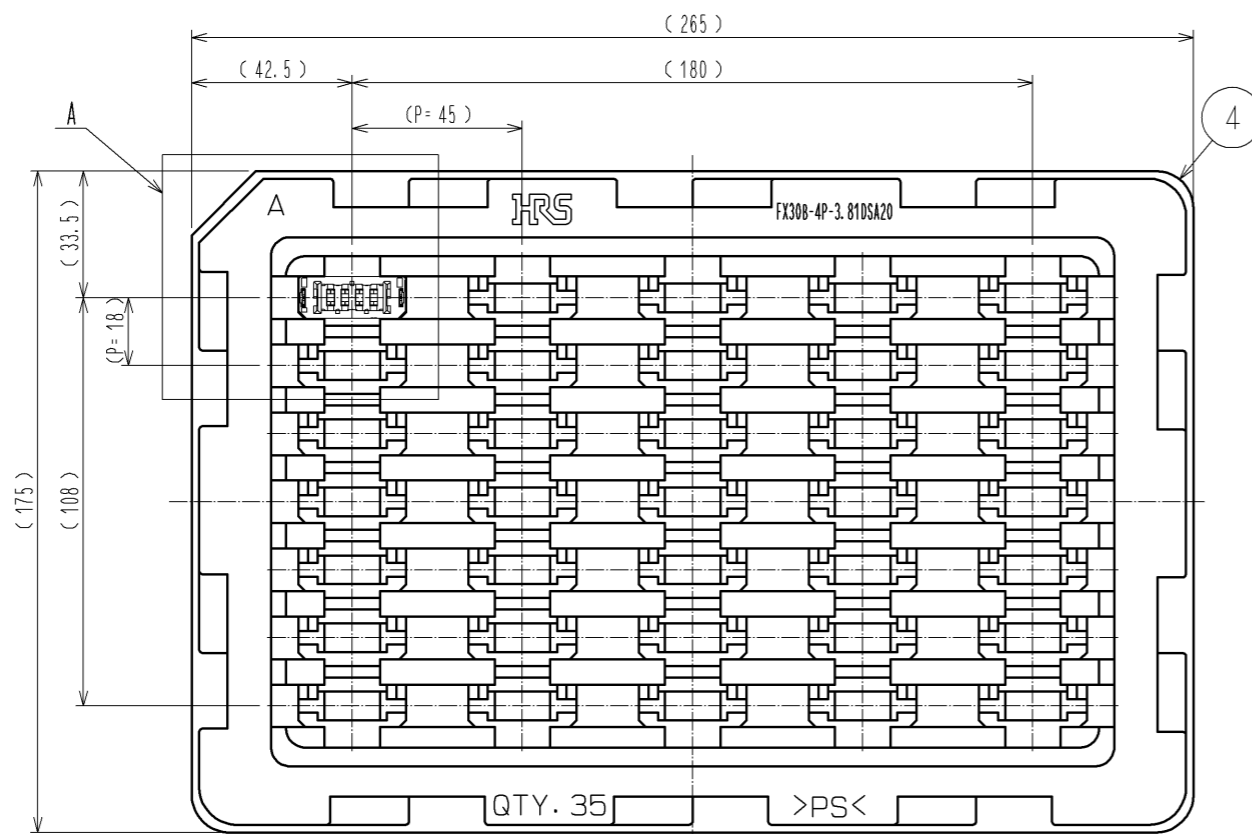 ( 265 )
( 42.5 )
( 180 )
(P= 45 )
A
4
( 33.5 )
A
HRS
FX30B-4P-3.81DSA20
(P= 18)
( 175 )
( 108 )
QTY. 35
>PS<